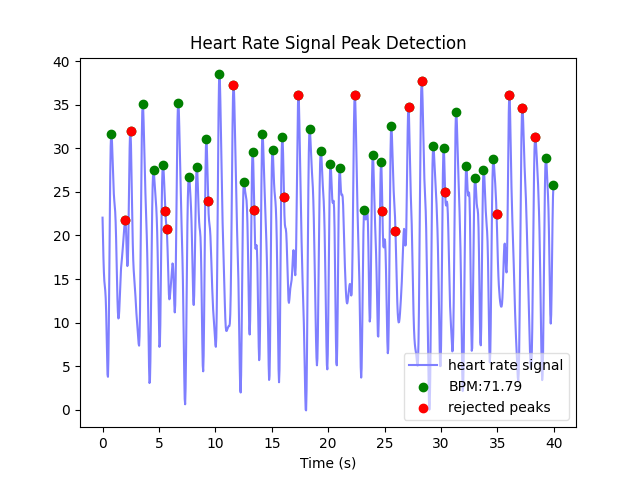 Heart Rate Signal Peak Detection
40
35
30
25
20
15
10
5
0
heart rate signal
BPM:71.79
rejected peaks
0 5 10 15 20 25 30 35 40
Time (s)